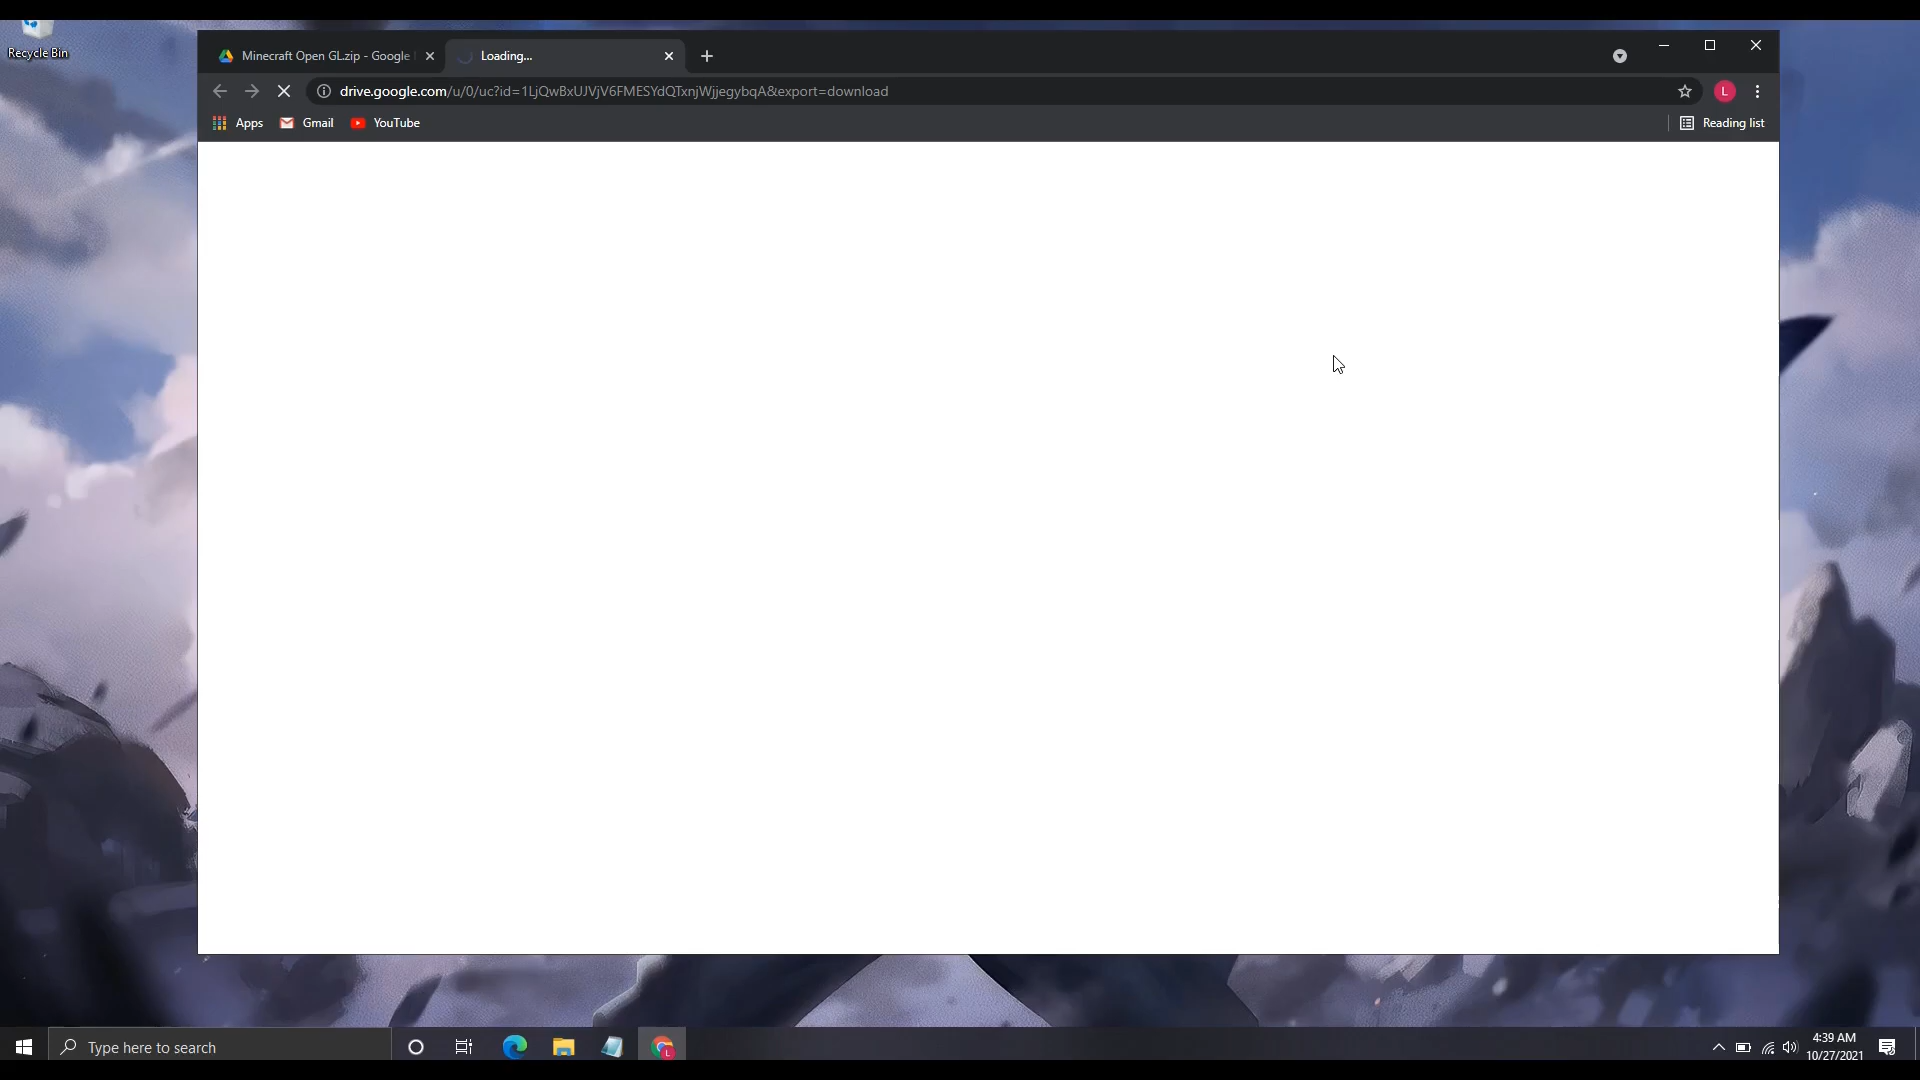 Recycle Bin
Minecraft Open GL.zip - Google
Loading...
drive.google.com/u/0/uc?id=1LjQwBxUJVjV6FMESYdQTxnjWjjegybqA&export=download
L
Apps
Gmail
YouTube
Reading list
Type here to search
L
4:39 AM
10/27/2021